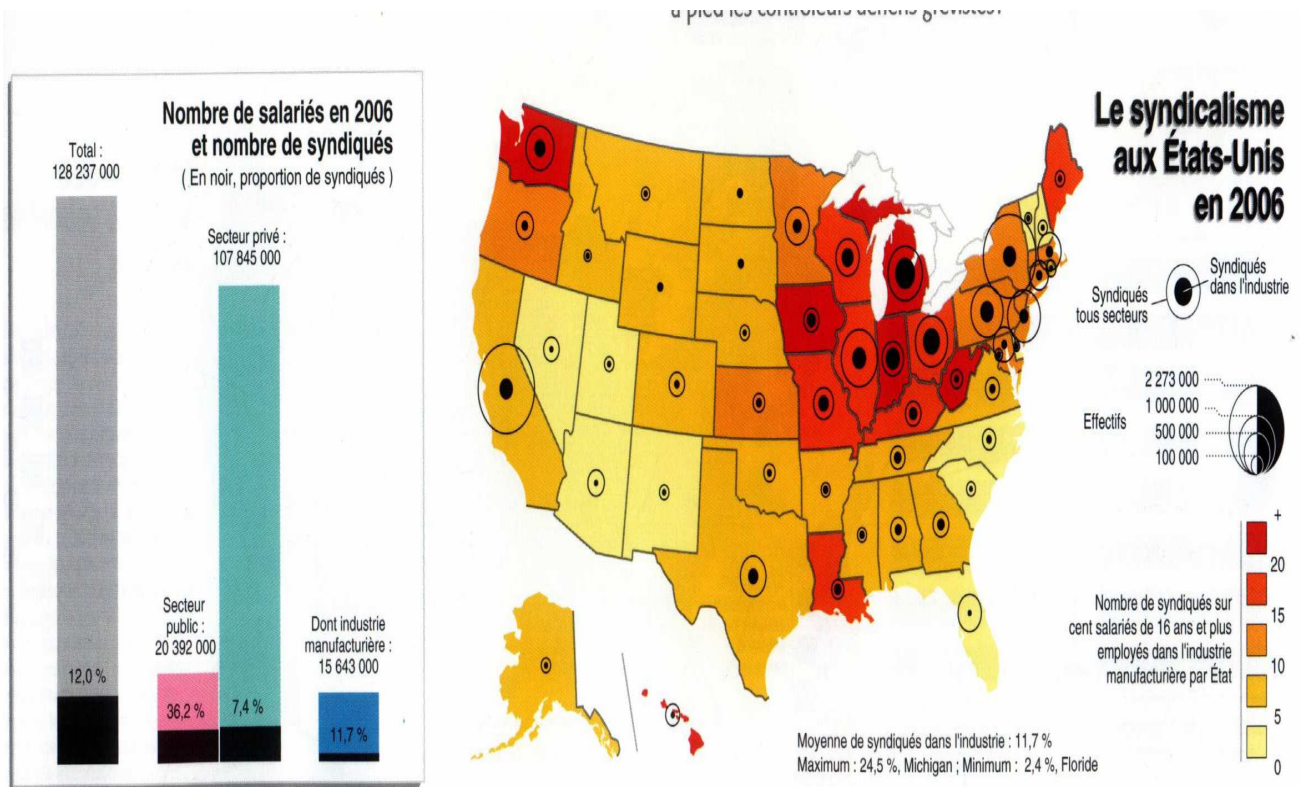 à pied les contrôleurs aériens grévistes?
Nombre de salariés en 2006
et nombre de syndiqués
( En noir, proportion de syndiqués )
Total :
128 237 000
12,0 %
Secteur
public :
20 392 000
36,2 %
Secteur privé :
107 845 000
7,4 %
Dont industrie
manufacturière :
15 643 000
11,7 %
Le syndicalisme
aux États-Unis
en 2006
Syndiqués
tous secteurs
Syndiqués
dans l'industrie
Effectifs
2 273 000
1 000 000
500 000
100 000
Nombre de syndiqués sur
cent salariés de 16 ans et plus
employés dans l'industrie
manufacturière par État
+
20
15
10
5
0
Moyenne de syndiqués dans l'industrie : 11,7 %
Maximum : 24,5 %, Michigan ; Minimum : 2,4 %, Floride